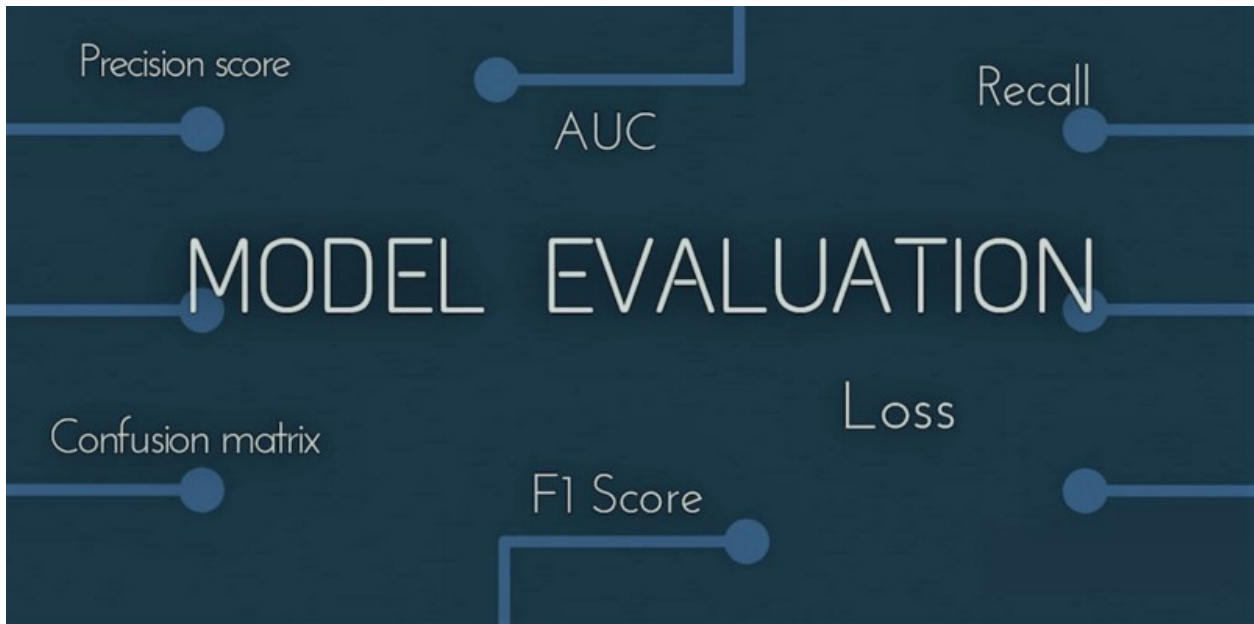 Precision score
AUC
Recall
MODEL EVALUATION
Loss
Confusion matrix
F1 Score